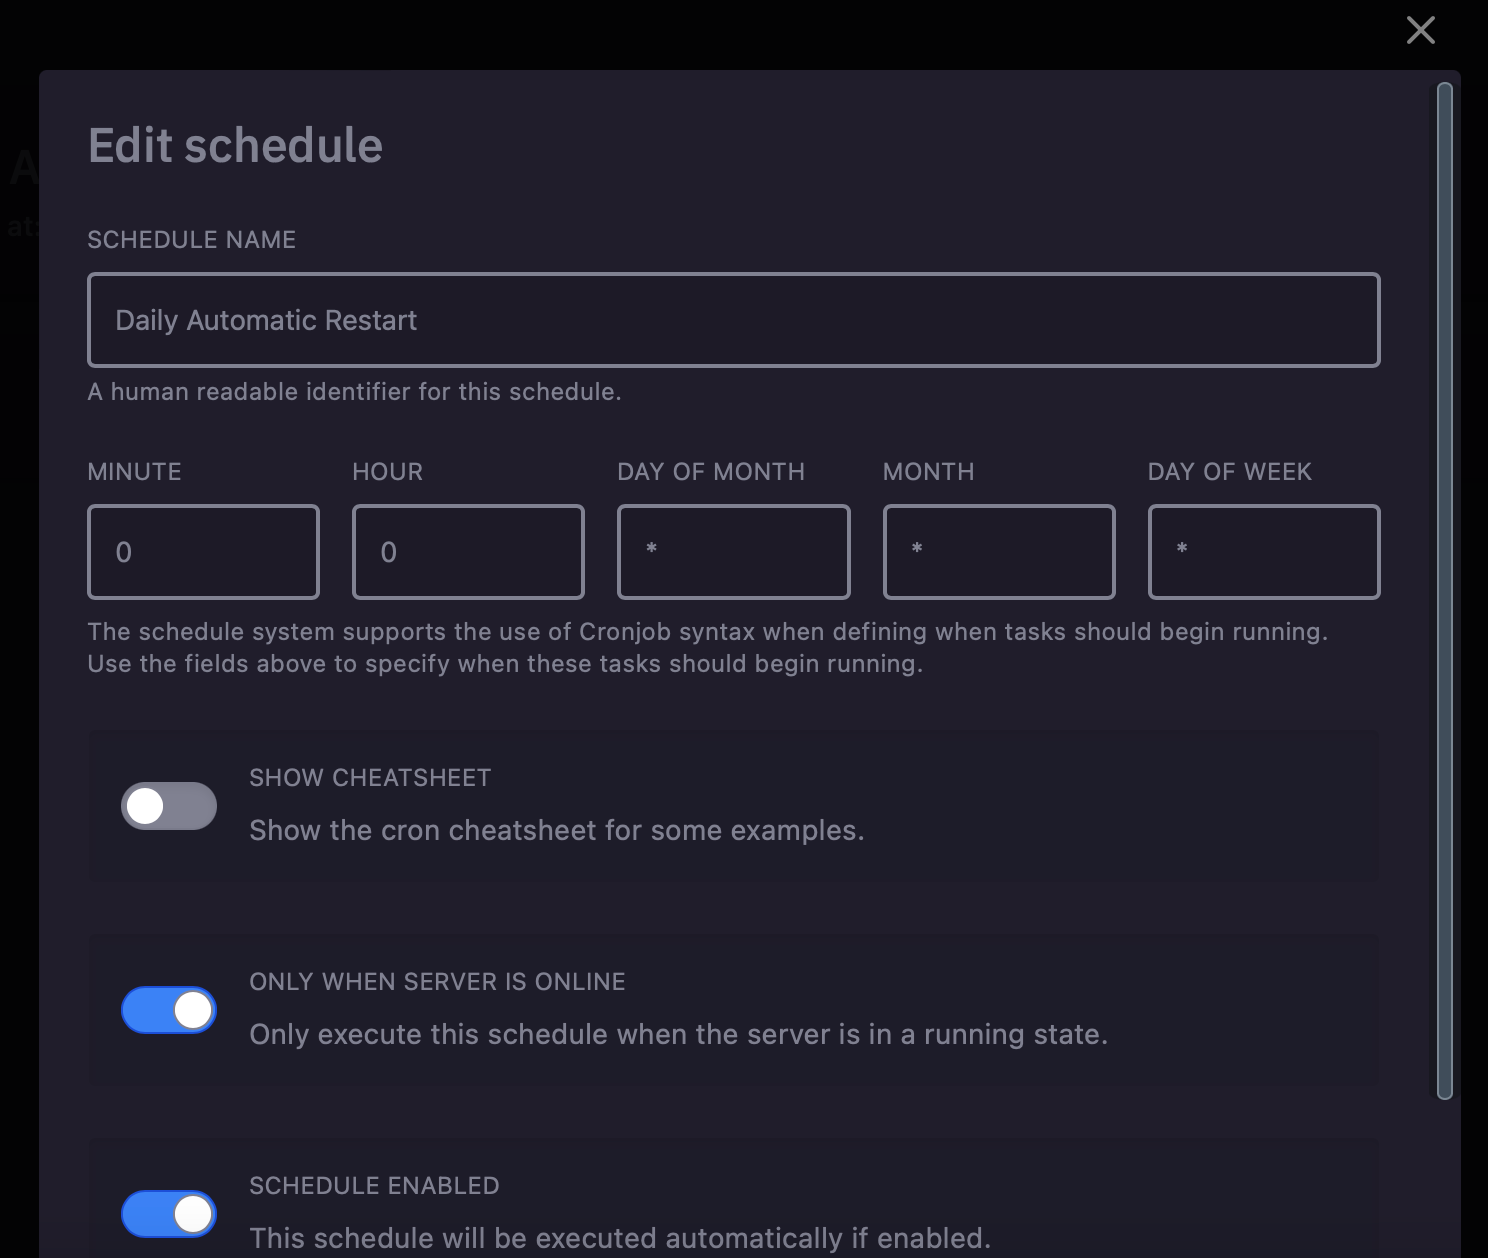 Edit schedule
SCHEDULE NAME
Daily Automatic Restart
A human readable identifier for this schedule.
MINUTE HOUR DAY OF MONTH MONTH DAY OF WEEK
0 0 * * *
The schedule system supports the use of Cronjob syntax when defining when tasks should begin running.
Use the fields above to specify when these tasks should begin running.
SHOW CHEATSHEET
Show the cron cheatsheet for some examples.
ONLY WHEN SERVER IS ONLINE
Only execute this schedule when the server is in a running state.
SCHEDULE ENABLED
This schedule will be executed automatically if enabled.